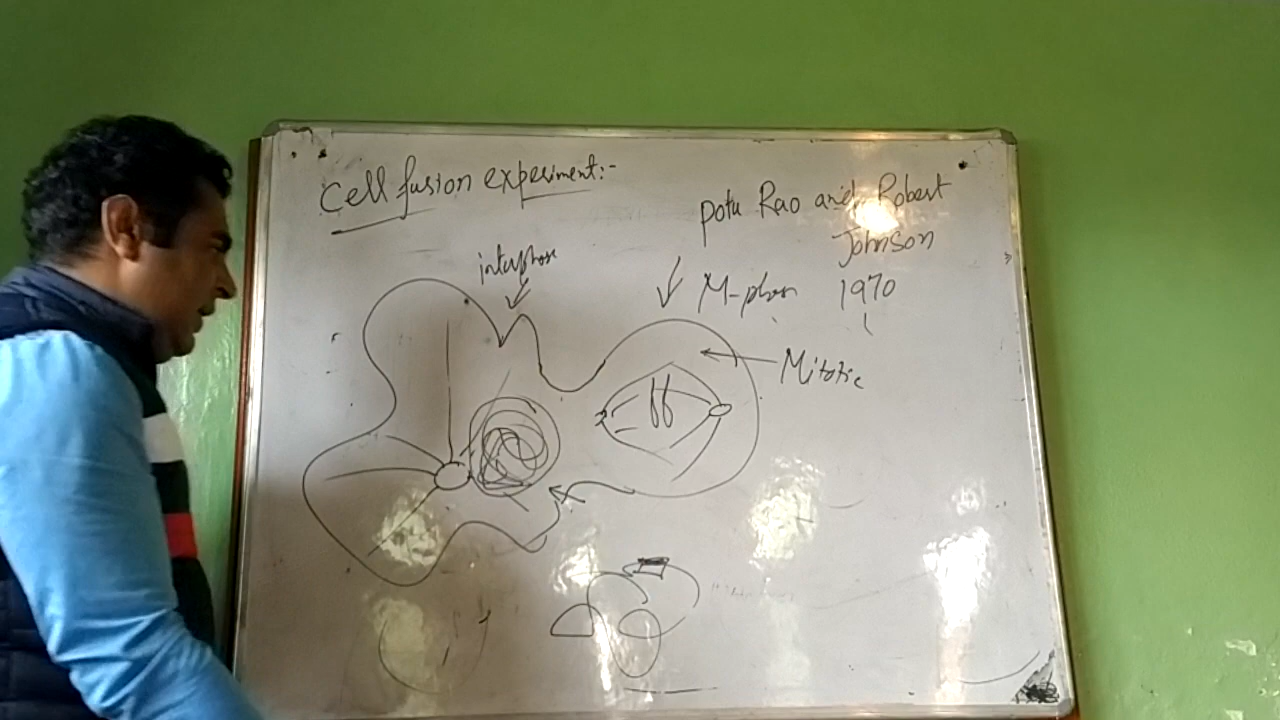 Cell fusion experiment:-
Potu Rao and Robert
Johnson
interphase
M-phase 1970
Mitotic